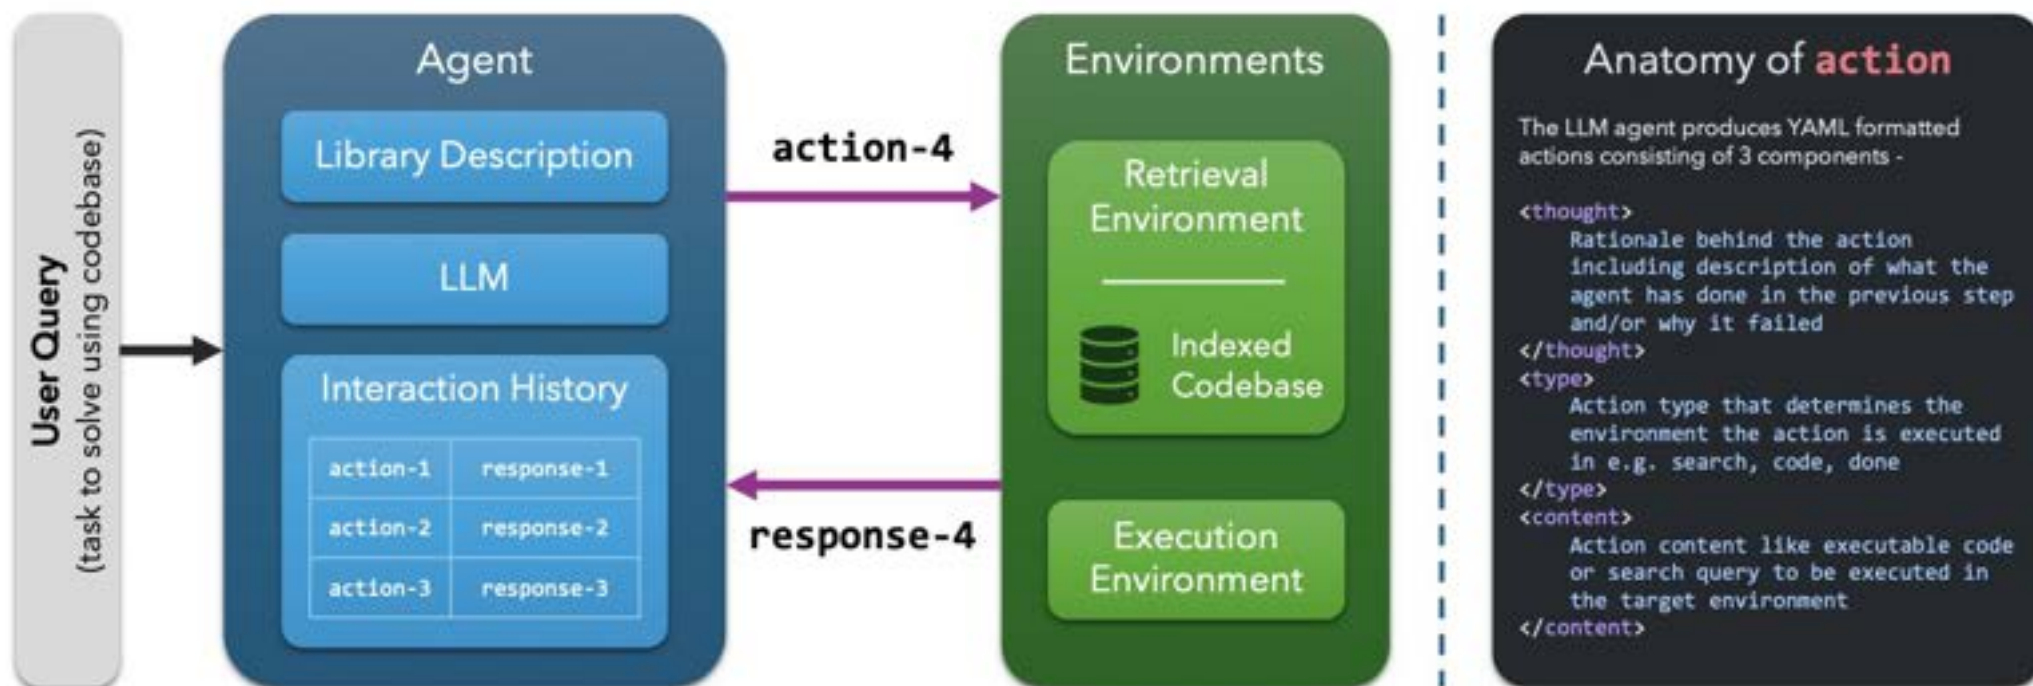 User Query
(task to solve using codebase)
Agent
Library Description
LLM
Interaction History
action-1 response-1
action-2 response-2
action-3 response-3
action-4
response-4
Environments
Retrieval
Environment
Indexed
Codebase
Execution
Environment
Anatomy of action
The LLM agent produces YAML formatted
actions consisting of 3 components -
<thought>
Rationale behind the action
including description of what the
agent has done in the previous step
and/or why it failed
</thought>
<type>
Action type that determines the
environment the action is executed
in e.g. search, code, done
</type>
<content>
Action content like executable code
or search query to be executed in
the target environment
</content>